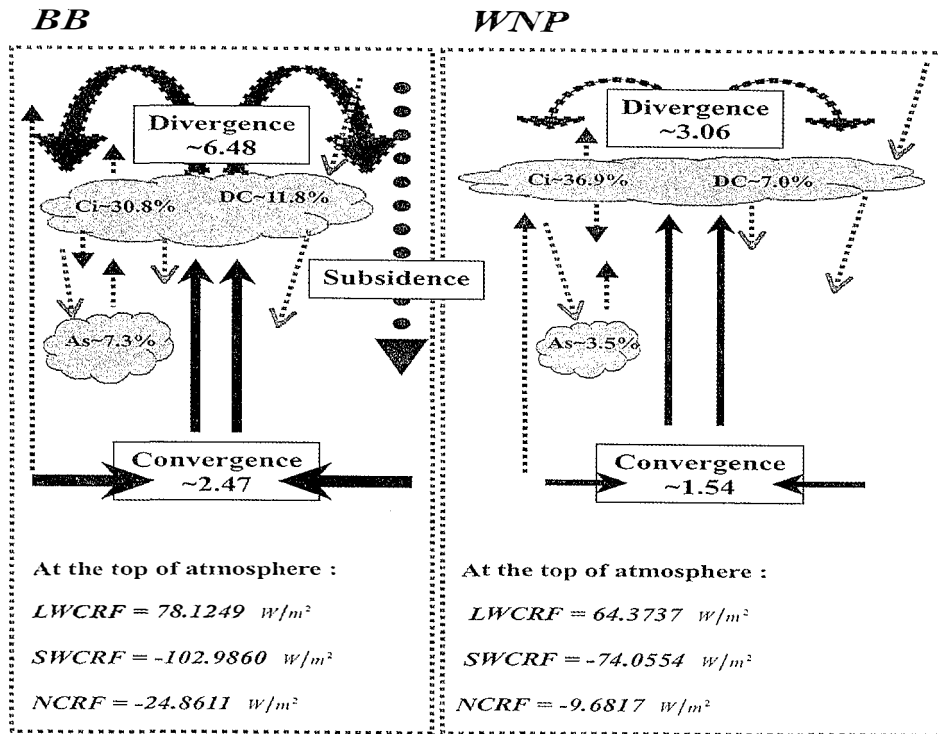 BB
Divergence
~6.48
Ci~30.8%
DC~11.8%
Subsidence
As~7.3%
Convergence
~2.47
At the top of atmosphere :
LWCRF = 78.1249 W/m²
SWCRF = -102.9860 W/m²
NCRF = -24.8611 W/m²
WNP
Divergence
~3.06
Ci~36.9%
DC~7.0%
As~3.5%
Convergence
~1.54
At the top of atmosphere :
LWCRF = 64.3737 W/m²
SWCRF = -74.0554 W/m²
NCRF = -9.6817 W/m²